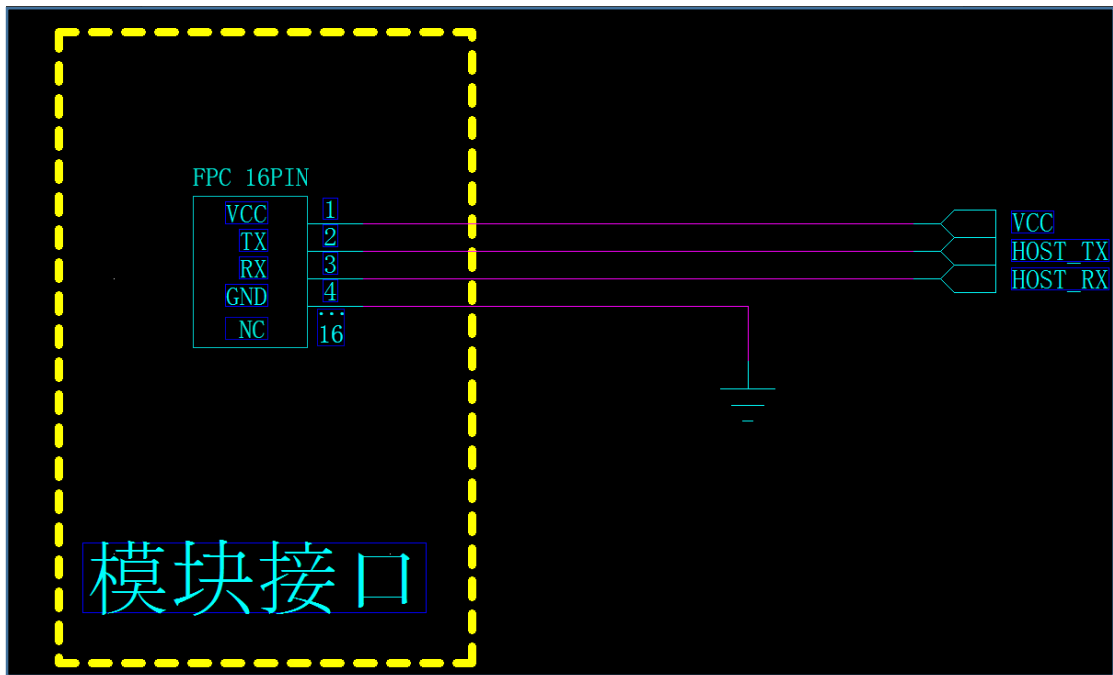 FPC 16PIN
VCC 1 VCC
TX 2 HOST_TX
RX 3 HOST_RX
GND 4
...
NC 16
模块接口